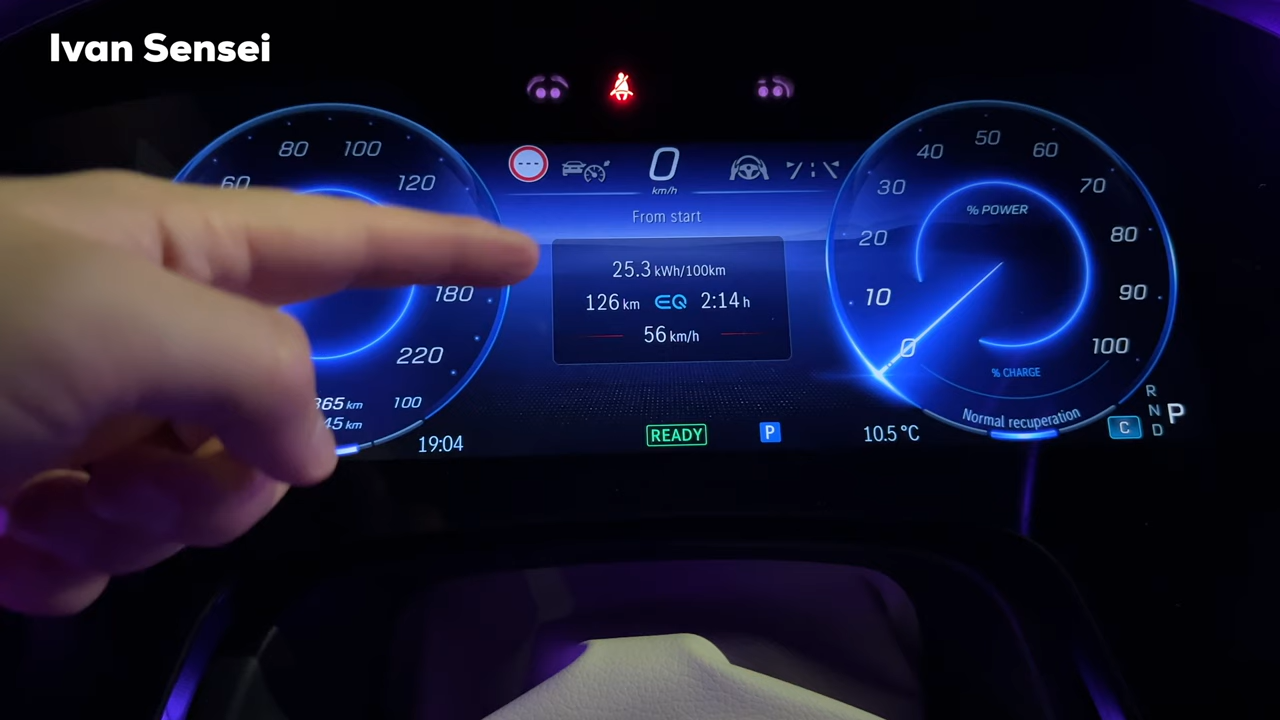 Ivan Sensei
80 100
60 120
0
km/h
From start
25.3 kWh/100km
126 km EQ 2:14 h
56 km/h
180
220
100
365 km
45 km
19:04
READY
P
10.5 °C
50
40 60
30 70
% POWER
20 80
10 90
0 100
% CHARGE
Normal recuperation
C
R
N P
D